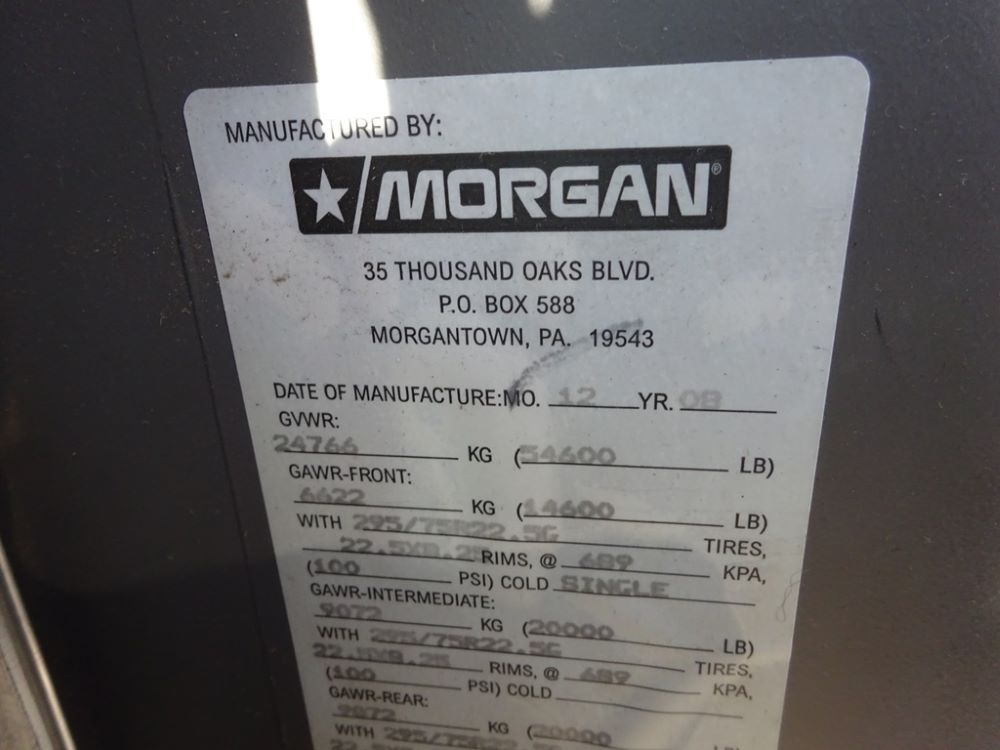 MANUFACTURED BY:
MORGAN®
35 THOUSAND OAKS BLVD.
P.O. BOX 588
MORGANTOWN, PA. 19543
DATE OF MANUFACTURE: MO. 12 YR. 08
GVWR:
24766 KG (54600 LB)
GAWR-FRONT:
6622 KG (14600 LB)
WITH 295/75R22.5G TIRES,
22.5X8.25 RIMS, @ 689 KPA,
(100 PSI) COLD SINGLE
GAWR-INTERMEDIATE:
9072 KG (20000 LB)
WITH 295/75R22.5G TIRES,
22.5X8.25 RIMS, @ 689 KPA,
(100 PSI) COLD
GAWR-REAR:
9072 KG (20000
WITH 295/75R22.5G